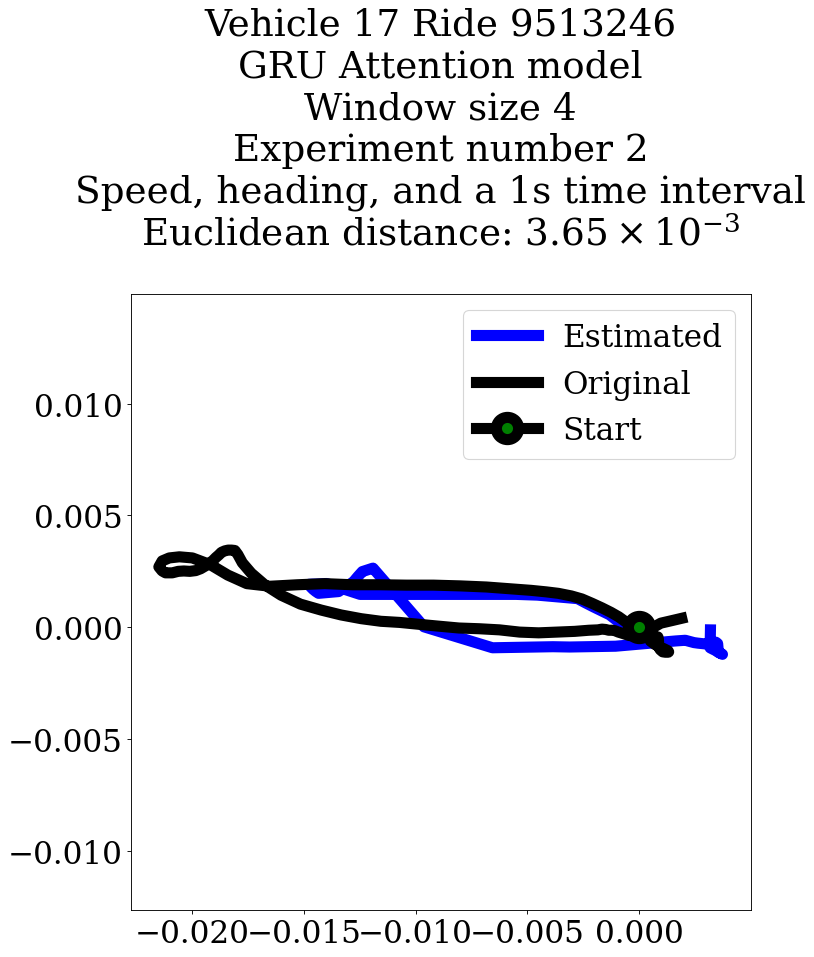 Vehicle 17 Ride 9513246
GRU Attention model
Window size 4
Experiment number 2
Speed, heading, and a 1s time interval
Euclidean distance: 3.65 × 10⁻³
Estimated
Original
Start
0.010
0.005
0.000
−0.005
−0.010
−0.020 −0.015 −0.010 −0.005 0.000